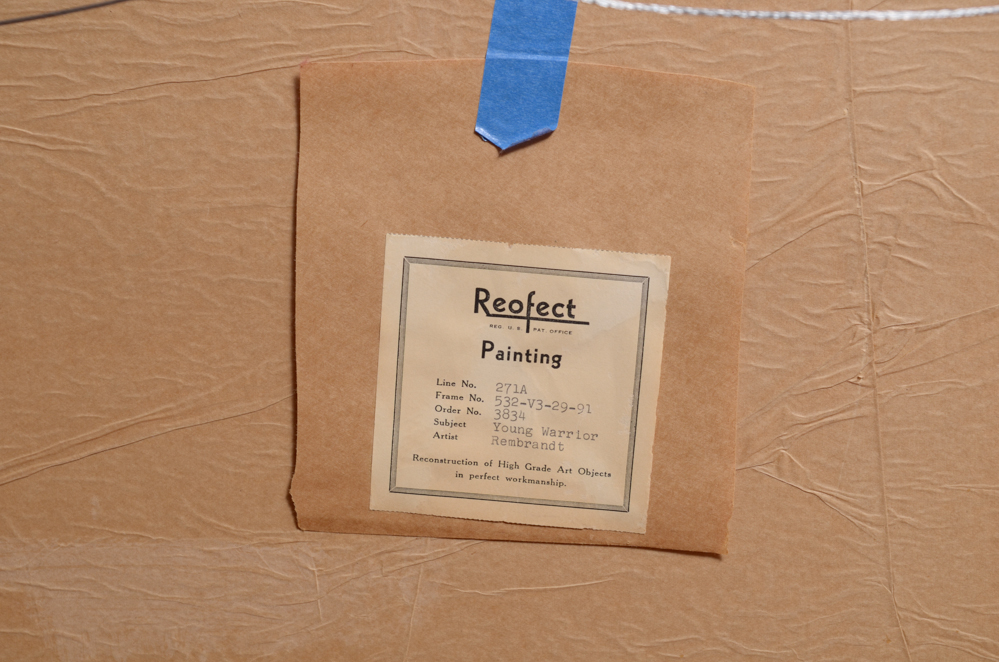 Reofect
REG. U. S. PAT. OFFICE
Painting
Line No. 271A
Frame No. 532-V3-29-91
Order No. 3834
Subject Young Warrior
Artist Rembrandt
Reconstruction of High Grade Art Objects
in perfect workmanship.